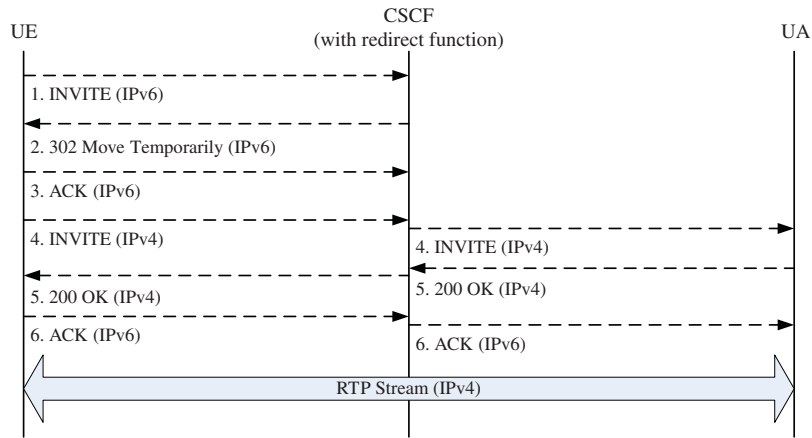 UE
CSCF
(with redirect function)
UA
1. INVITE (IPv6)
2. 302 Move Temporarily (IPv6)
3. ACK (IPv6)
4. INVITE (IPv4)
4. INVITE (IPv4)
5. 200 OK (IPv4)
5. 200 OK (IPv4)
6. ACK (IPv6)
6. ACK (IPv6)
RTP Stream (IPv4)